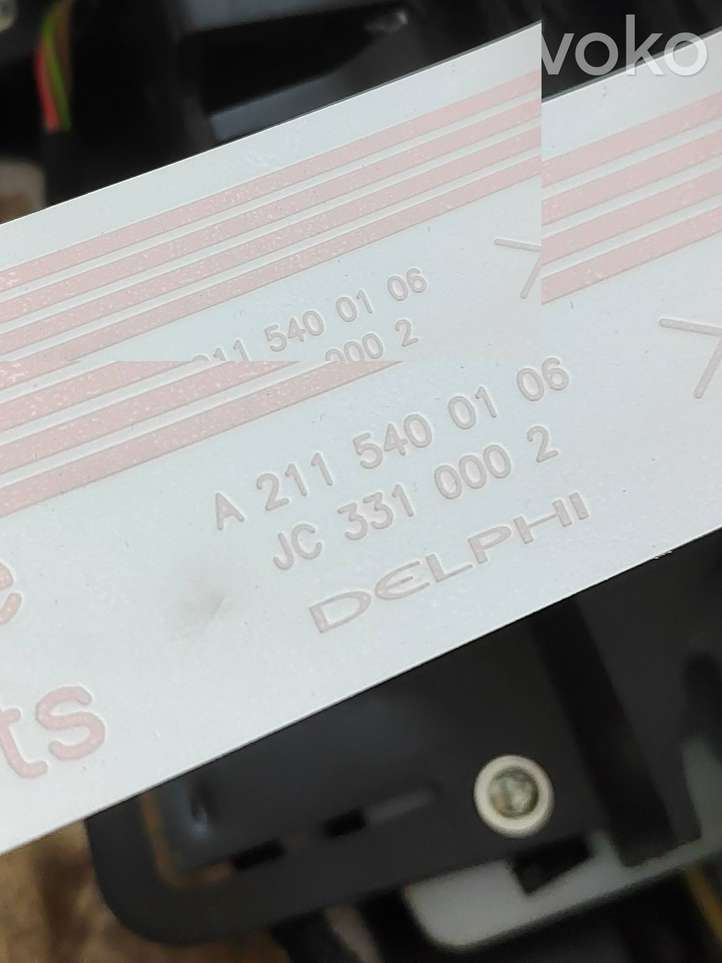 voko
211 540 01 06
000 2
A 211 540 01 06
JC 331 000 2
DELPHI
e
ts